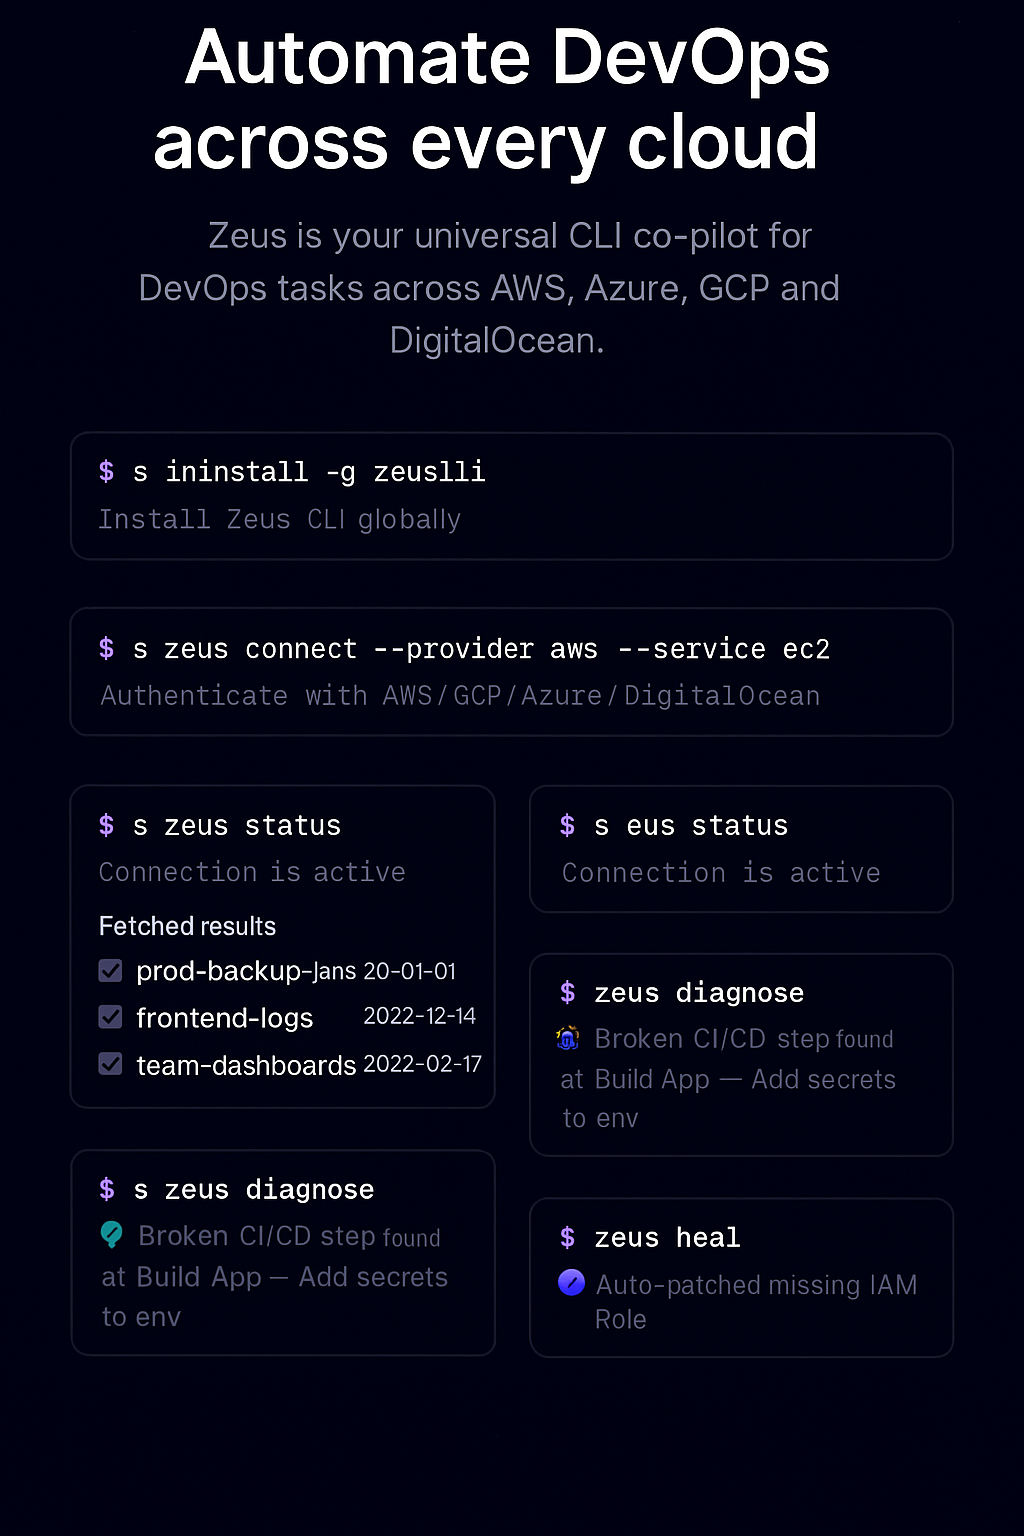 Automate DevOps
across every cloud
Zeus is your universal CLI co-pilot for
DevOps tasks across AWS, Azure, GCP and
DigitalOcean.
$ s ininstall -g zeuslli
Install Zeus CLI globally
$ s zeus connect --provider aws --service ec2
Authenticate with AWS/GCP/Azure/DigitalOcean
$ s zeus status
Connection is active
Fetched results
prod-backup-Jans 20-01-01
frontend-logs 2022-12-14
team-dashboards 2022-02-17
$ s zeus diagnose
Broken CI/CD step found
at Build App — Add secrets
to env
$ s eus status
Connection is active
$ zeus diagnose
Broken CI/CD step found
at Build App — Add secrets
to env
$ zeus heal
Auto-patched missing IAM
Role